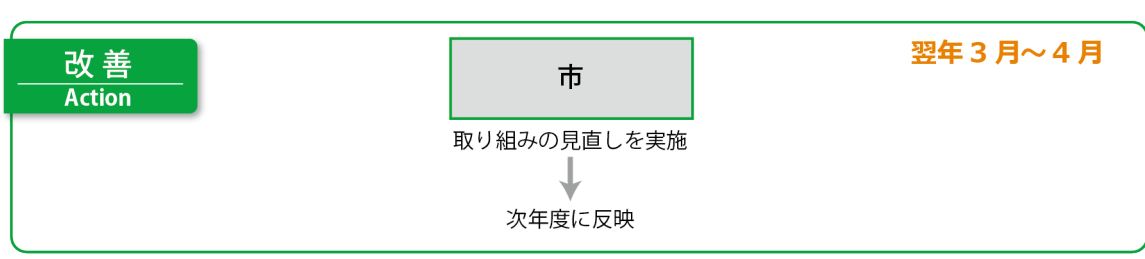 改善
Action
市
翌年3月～4月
取り組みの見直しを実施
次年度に反映